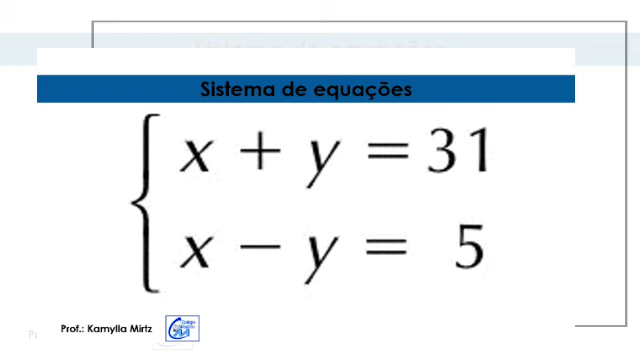 Sistema de equações
x + y = 31
x − y = 5
Prof.: Kamylla Mirtz